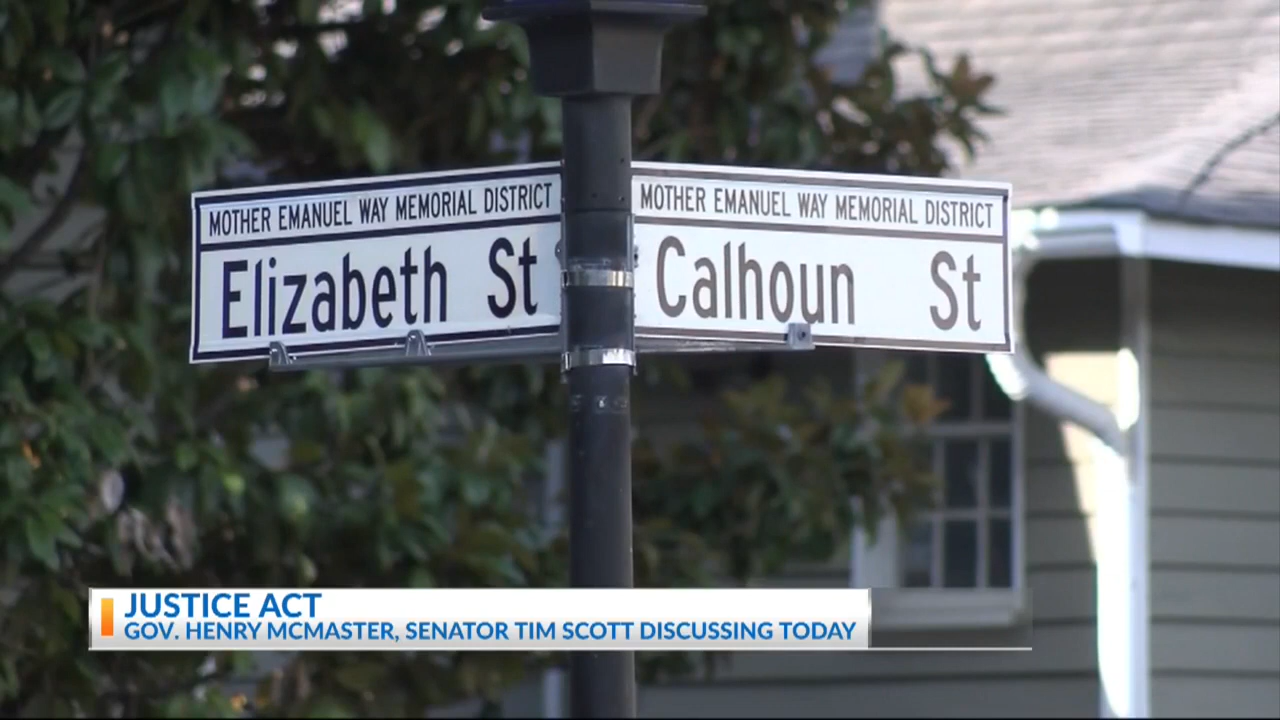 MOTHER EMANUEL WAY MEMORIAL DISTRICT
Elizabeth St
MOTHER EMANUEL WAY MEMORIAL DISTRICT
Calhoun St
JUSTICE ACT
GOV. HENRY MCMASTER, SENATOR TIM SCOTT DISCUSSING TODAY